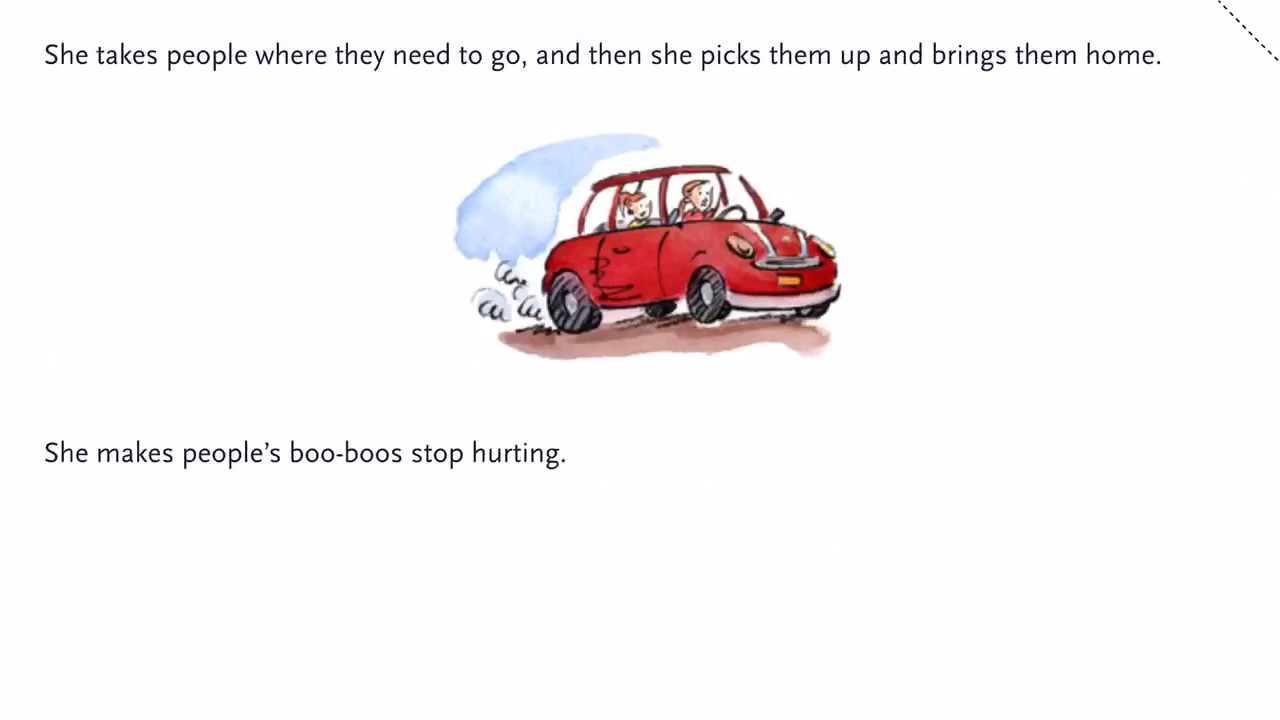 She takes people where they need to go, and then she picks them up and brings them home.
She makes people’s boo-boos stop hurting.